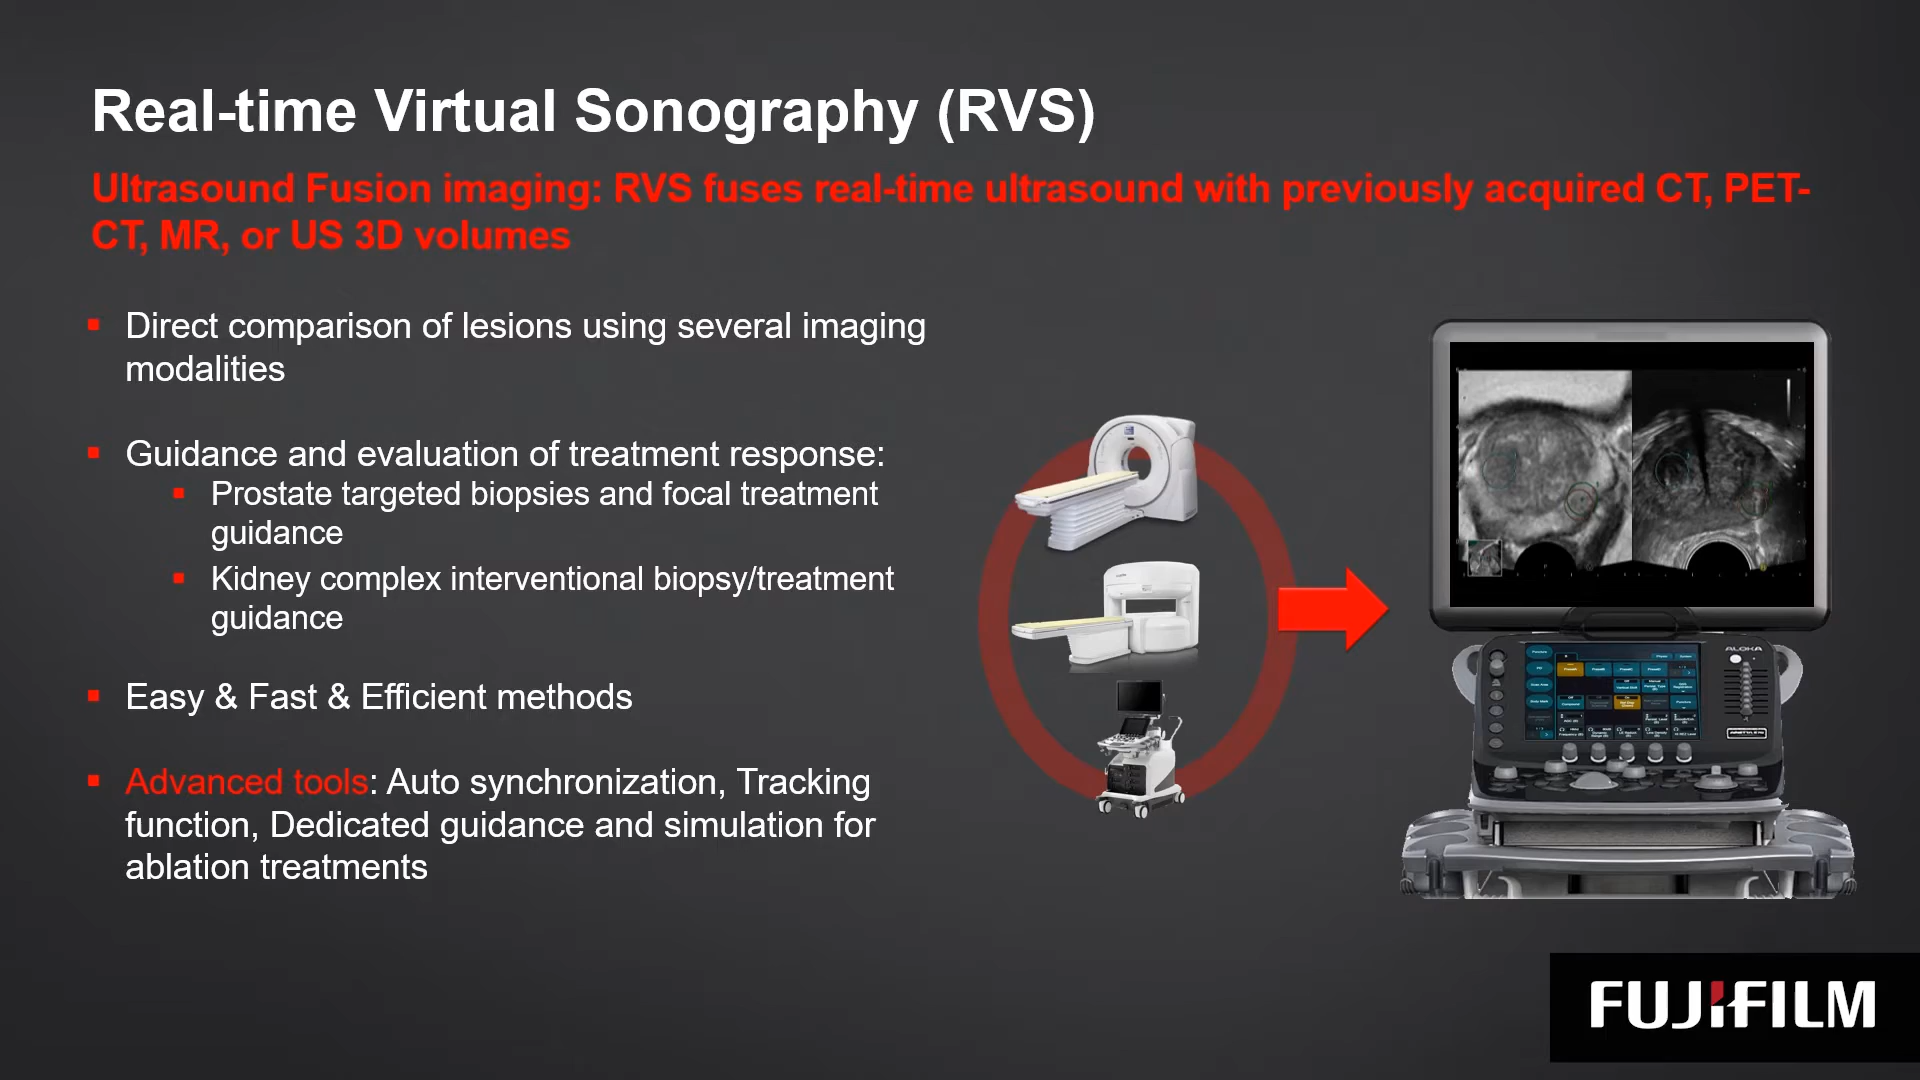 Real-time Virtual Sonography (RVS)
Ultrasound Fusion imaging: RVS fuses real-time ultrasound with previously acquired CT, PET-
CT, MR, or US 3D volumes
▪ Direct comparison of lesions using several imaging
modalities
▪ Guidance and evaluation of treatment response:
▪ Prostate targeted biopsies and focal treatment
guidance
▪ Kidney complex interventional biopsy/treatment
guidance
▪ Easy & Fast & Efficient methods
▪ Advanced tools: Auto synchronization, Tracking
function, Dedicated guidance and simulation for
ablation treatments
ALOKA
FUJIFILM